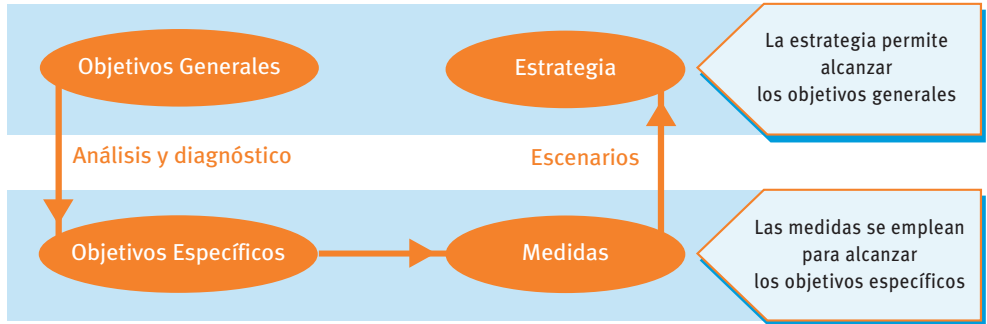 Objetivos Generales
Estrategia
La estrategia permite
alcanzar
los objetivos generales
Análisis y diagnóstico
Escenarios
Objetivos Específicos
Medidas
Las medidas se emplean
para alcanzar
los objetivos específicos